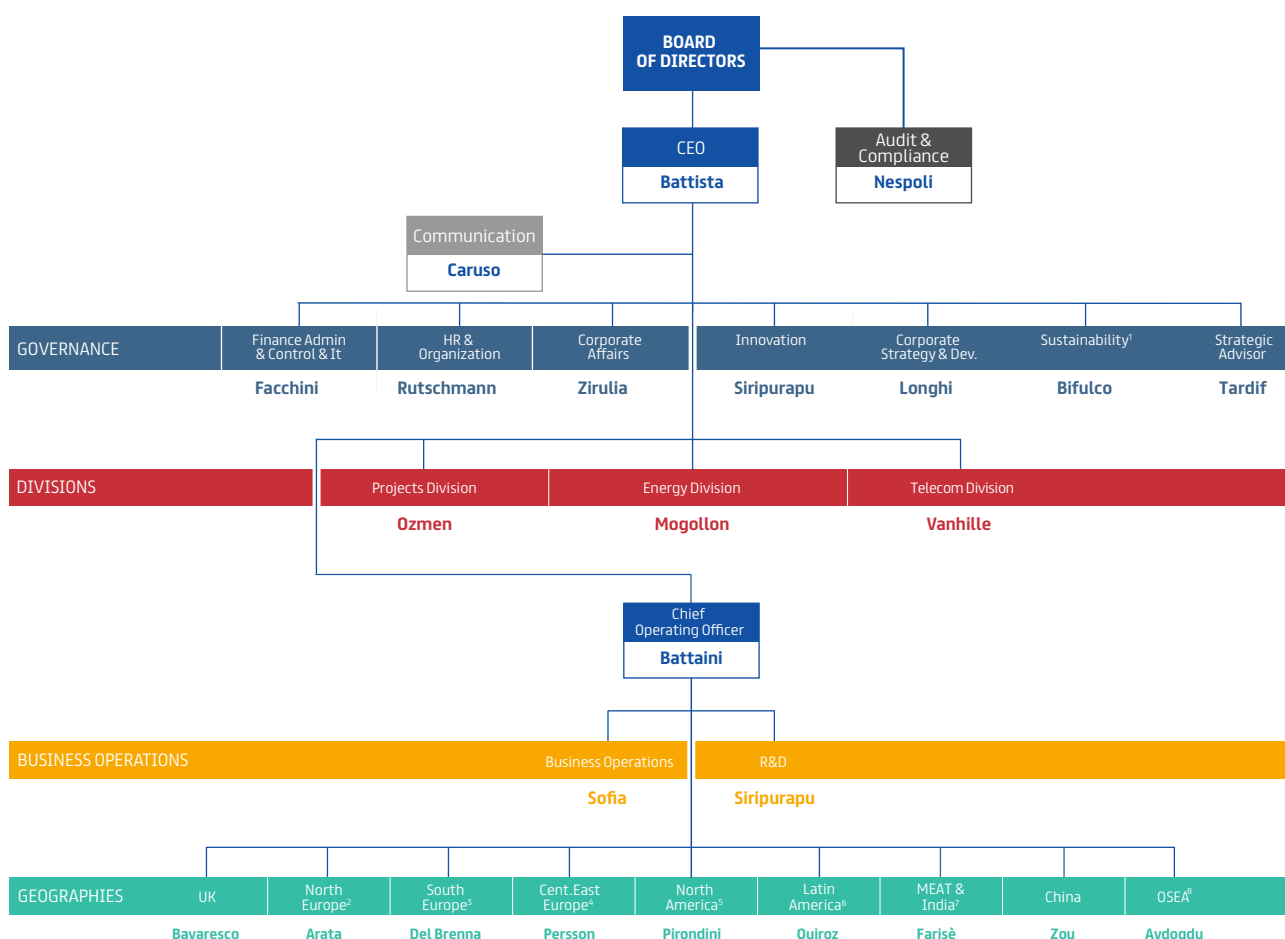 BOARD
OF DIRECTORS
CEO
Battista
Audit &
Compliance
Nespoli
Communication
Caruso
GOVERNANCE
Finance Admin
& Control & It
Facchini
HR &
Organization
Rutschmann
Corporate
Affairs
Zirulia
Innovation
Siripurapu
Corporate
Strategy & Dev.
Longhi
Sustainability¹
Bifulco
Strategic
Advisor
Tardif
DIVISIONS
Projects Division
Ozmen
Energy Division
Mogollon
Telecom Division
Vanhille
Chief
Operating Officer
Battaini
BUSINESS OPERATIONS
Business Operations
Sofia
R&D
Siripurapu
GEOGRAPHIES
UK
Bavaresco
North
Europe²
Arata
South
Europe³
Del Brenna
Cent.East
Europe⁴
Persson
North
America⁵
Pirondini
Latin
America⁶
Quiroz
MEAT &
India⁷
Farisè
China
Zou
OSEA⁸
Aydogdu